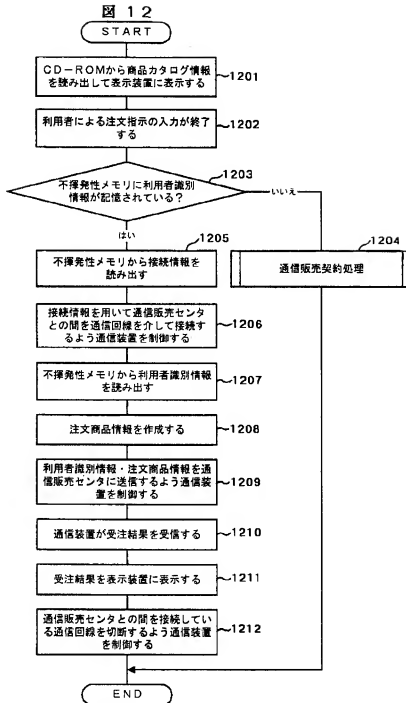 図 12
START
CD－ROMから商品カタログ情報
を読み出して表示装置に表示する
1201
利用者による注文指示の入力が終了
する
1202
不揮発性メモリに利用者識別
情報が記憶されている？
1203
いいえ
はい
1204
通信販売契約処理
1205
不揮発性メモリから接続情報を
読み出す
接続情報を用いて通信販売センタ
との間を通信回線を介して接続す
るよう通信装置を制御する
1206
不揮発性メモリから利用者識別情報
を読み出す
1207
注文商品情報を作成する
1208
利用者識別情報・注文商品情報を通
信販売センタに送信するよう通信装
置を制御する
1209
通信装置が受注結果を受信する
1210
受注結果を表示装置に表示する
1211
通信販売センタとの間を接続してい
る通信回線を切断するよう通信装置
を制御する
1212
END